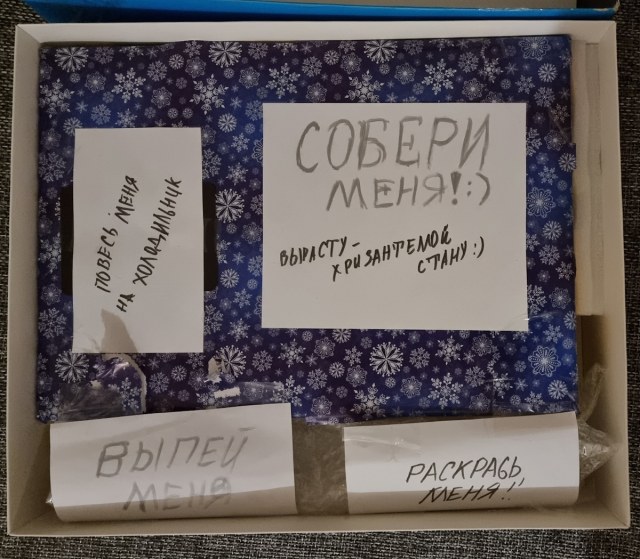 СОБЕРИ
МЕНЯ!:)
ВЫРАСТУ-
ХРИЗАНТЕМОЙ
СТАНУ:)
ПОВЕСЬ МЕНЯ
НА ХОЛОДИЛЬНИК
ВЫПЕЙ
МЕНЯ
РАСКРАСЬ
МЕНЯ!!